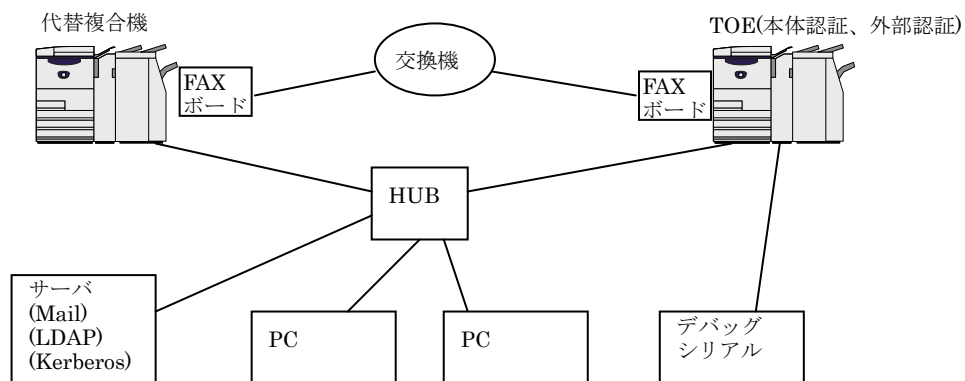 代替複合機
TOE(本体認証、外部認証)
交換機
FAX
ボード
FAX
ボード
HUB
サーバ
(Mail)
(LDAP)
(Kerberos)
PC
PC
デバッグ
シリアル